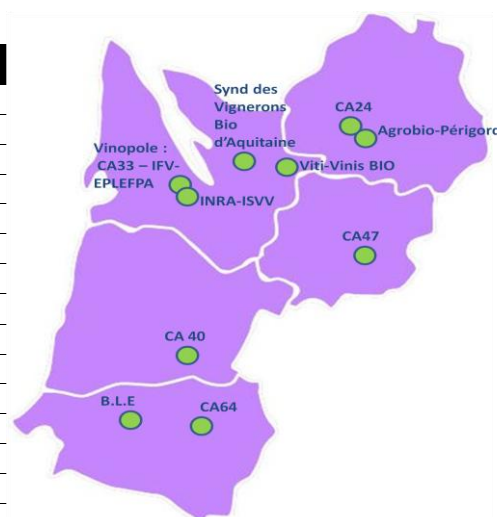 Synd des
Vignerons
Bio
d'Aquitaine
CA24
Agrobio-Périgord
Vinopole :
CA33 – IFV-
EPLEFPA
Viti-Vinis BIO
INRA-ISVV
CA47
CA 40
B.L.E
CA64